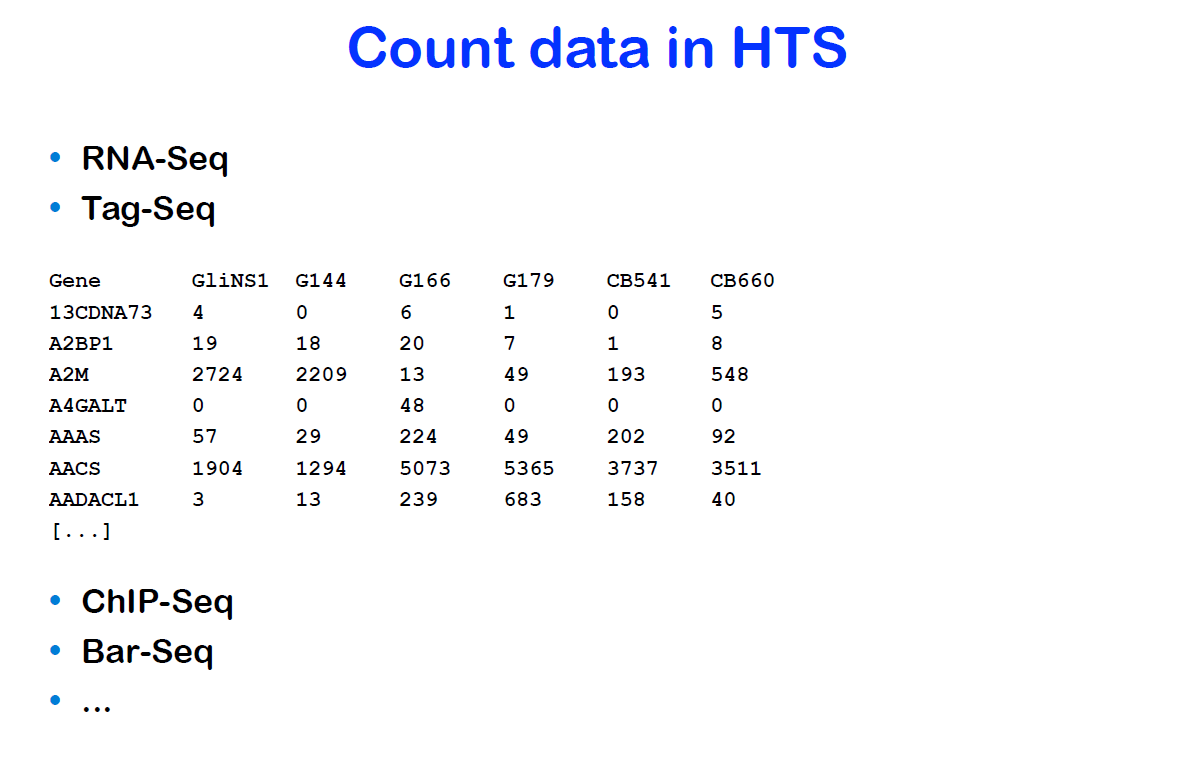 Count data in HTS
• RNA-Seq
• Tag-Seq
Gene GliNS1 G144 G166 G179 CB541 CB660
13CDNA73 4 0 6 1 0 5
A2BP1 19 18 20 7 1 8
A2M 2724 2209 13 49 193 548
A4GALT 0 0 48 0 0 0
AAAS 57 29 224 49 202 92
AACS 1904 1294 5073 5365 3737 3511
AADACL1 3 13 239 683 158 40
[...]
• ChIP-Seq
• Bar-Seq
• ...